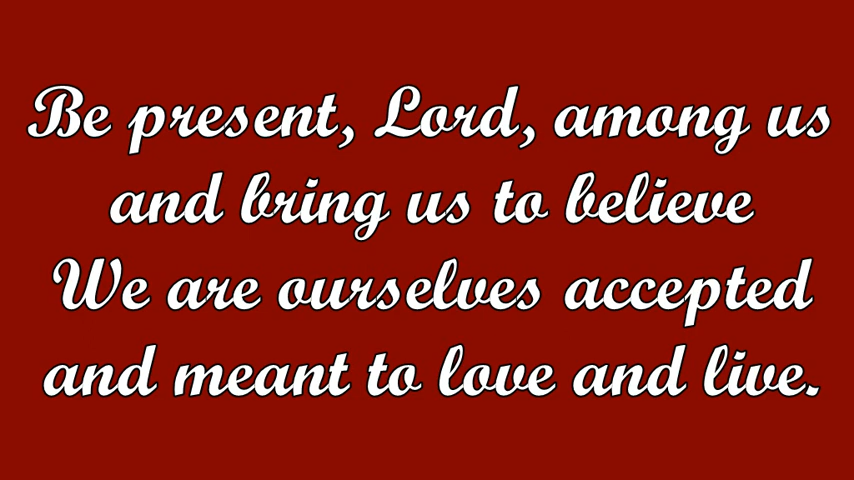 Be present, Lord, among us
and bring us to believe
We are ourselves accepted
and meant to love and live.